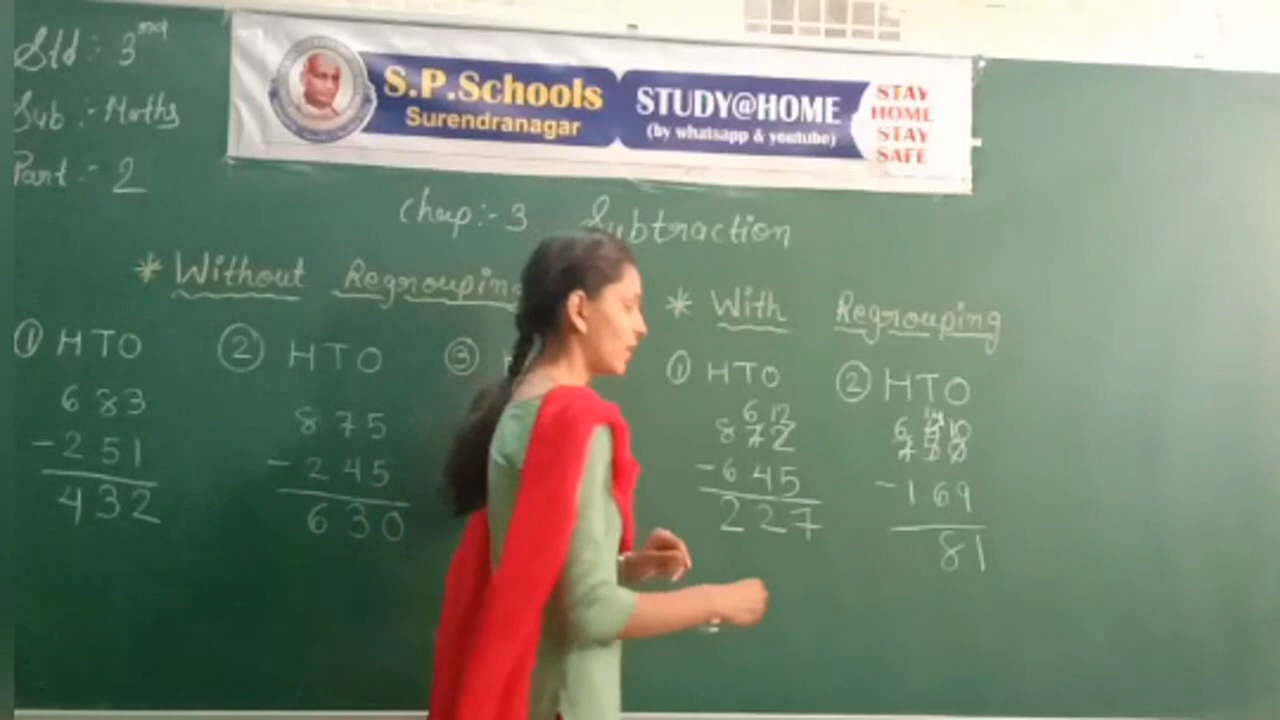 Std :- 3rd
Sub :- Maths
Part :- 2
S.P.Schools
Surendranagar
STUDY@HOME
(by whatsapp & youtube)
STAY
HOME
STAY
SAFE
Chap:- 3 Subtraction
* Without Regrouping
① H T O
6 8 3
- 2 5 1
4 3 2
② H T O
8 7 5
- 2 4 5
6 3 0
③ H
* With Regrouping
① H T O
6 12
8 7 2
- 6 4 5
2 2 7
② H T O
6 14 10
7 5 0
- 1 6 9
8 1